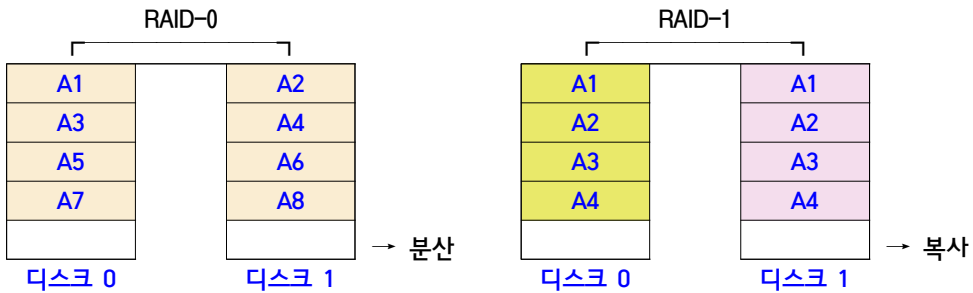 RAID-0
A1 A2
A3 A4
A5 A6
A7 A8
→ 분산
디스크 0 디스크 1
RAID-1
A1 A1
A2 A2
A3 A3
A4 A4
→ 복사
디스크 0 디스크 1